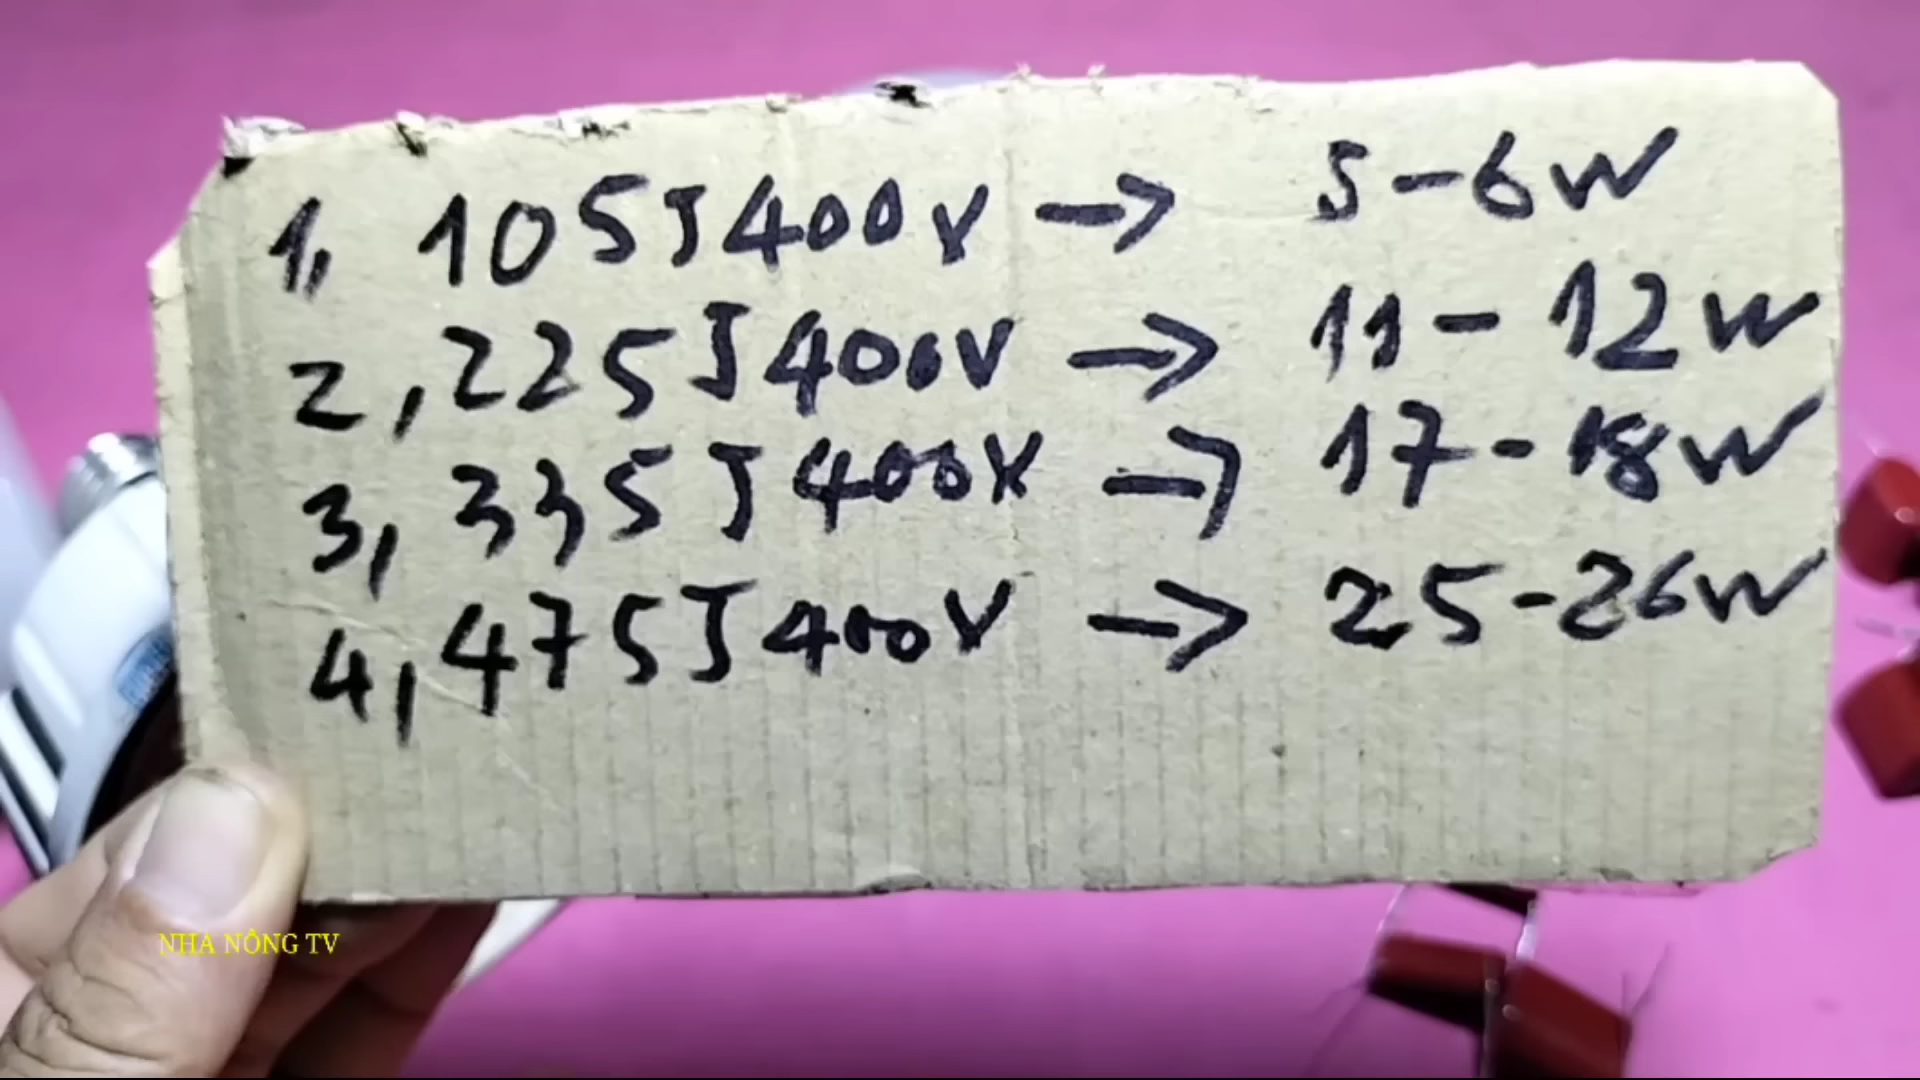 1, 105J400V → 5-6W
2, 225J400V → 11-12W
3, 335J400V → 17-18W
4, 475J400V → 25-26W
NHA NÔNG TV